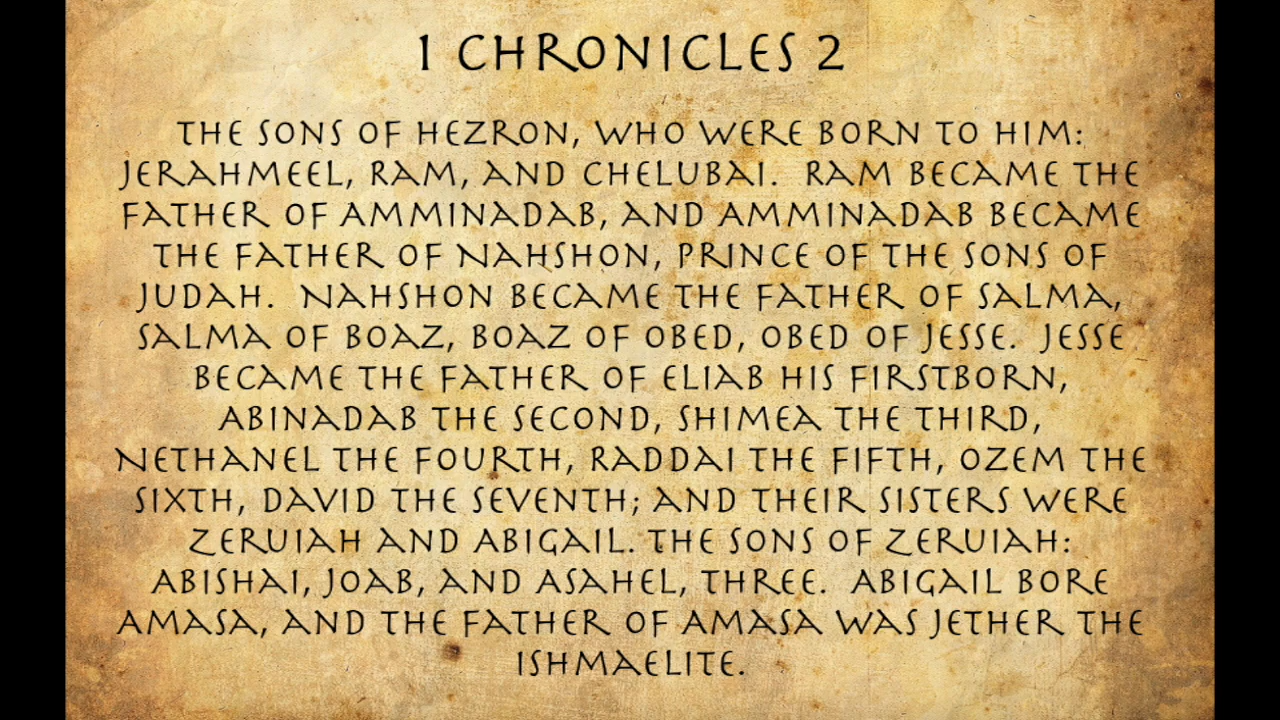 1 CHRONICLES 2
THE SONS OF HEZRON, WHO WERE BORN TO HIM:
JERAHMEEL, RAM, AND CHELUBAI. RAM BECAME THE
FATHER OF AMMINADAB, AND AMMINADAB BECAME
THE FATHER OF NAHSHON, PRINCE OF THE SONS OF
JUDAH. NAHSHON BECAME THE FATHER OF SALMA,
SALMA OF BOAZ, BOAZ OF OBED, OBED OF JESSE. JESSE
BECAME THE FATHER OF ELIAB HIS FIRSTBORN,
ABINADAB THE SECOND, SHIMEA THE THIRD,
NETHANEL THE FOURTH, RADDAI THE FIFTH, OZEM THE
SIXTH, DAVID THE SEVENTH; AND THEIR SISTERS WERE
ZERUIAH AND ABIGAIL. THE SONS OF ZERUIAH:
ABISHAI, JOAB, AND ASAHEL, THREE. ABIGAIL BORE
AMASA, AND THE FATHER OF AMASA WAS JETHER THE
ISHMAELITE.